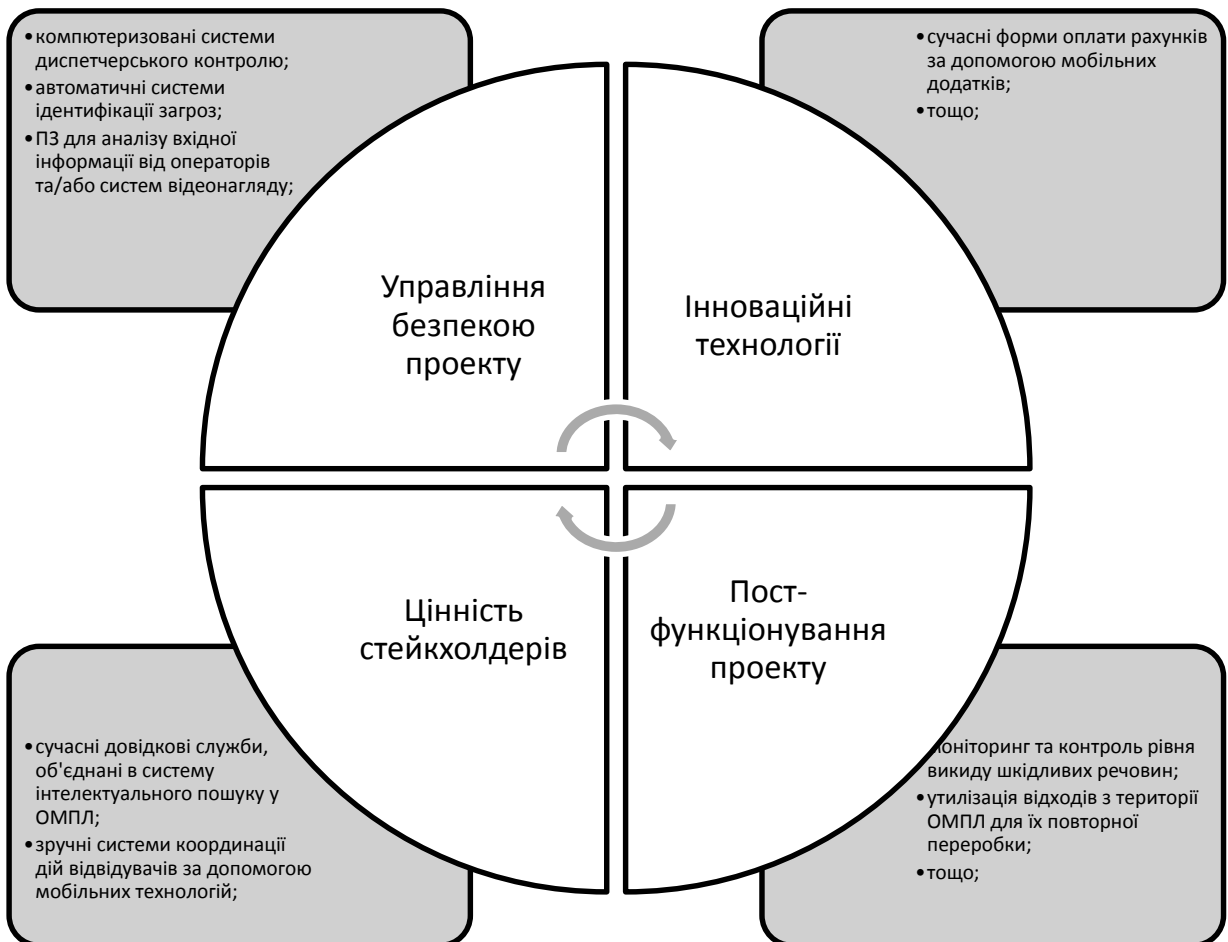 •компютеризовані системи
диспетчерського контролю;
•автоматичні системи
ідентифікації загроз;
•ПЗ для аналізу вхідної
інформації від операторів
та/або систем відеонагляду;
•сучасні форми оплати рахунків
за допомогою мобільних
додатків;
•тощо;
Управління
безпекою
проекту
Інноваційні
технології
Цінність
стейкхолдерів
Пост-
функціонування
проекту
•сучасні довідкові служби,
об'єднані в систему
інтелектуального пошуку у
ОМПЛ;
•зручні системи координації
дій відвідувачів за допомогою
мобільних технологій;
моніторинг та контроль рівня
викиду шкідливих речовин;
•утилізація відходів з території
ОМПЛ для їх повторної
переробки;
•тощо;